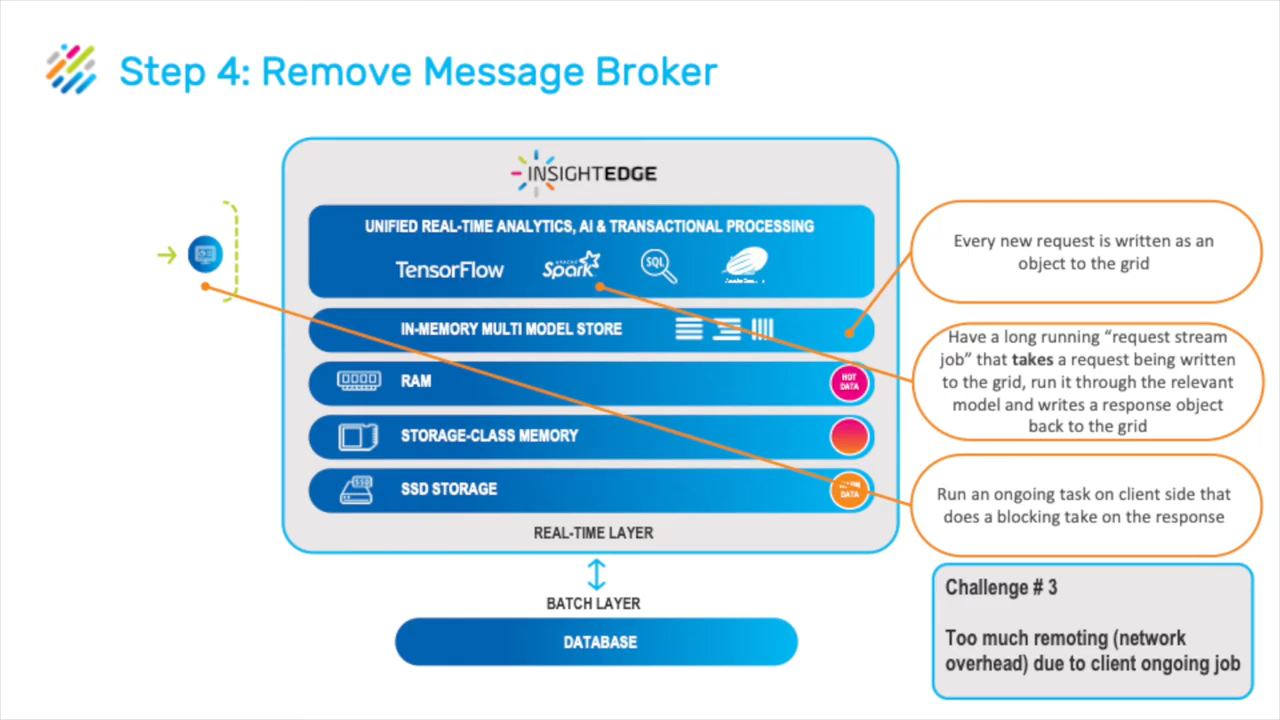 Step 4: Remove Message Broker
INSIGHTEDGE
UNIFIED REAL-TIME ANALYTICS, AI & TRANSACTIONAL PROCESSING
TensorFlow
APACHE
Spark
SQL
IN-MEMORY MULTI MODEL STORE
RAM
HOT
DATA
STORAGE-CLASS MEMORY
SSD
SSD STORAGE
DATA
REAL-TIME LAYER
BATCH LAYER
DATABASE
Every new request is written as an
object to the grid
Have a long running “request stream
job” that takes a request being written
to the grid, run it through the relevant
model and writes a response object
back to the grid
Run an ongoing task on client side that
does a blocking take on the response
Challenge # 3
Too much remoting (network
overhead) due to client ongoing job